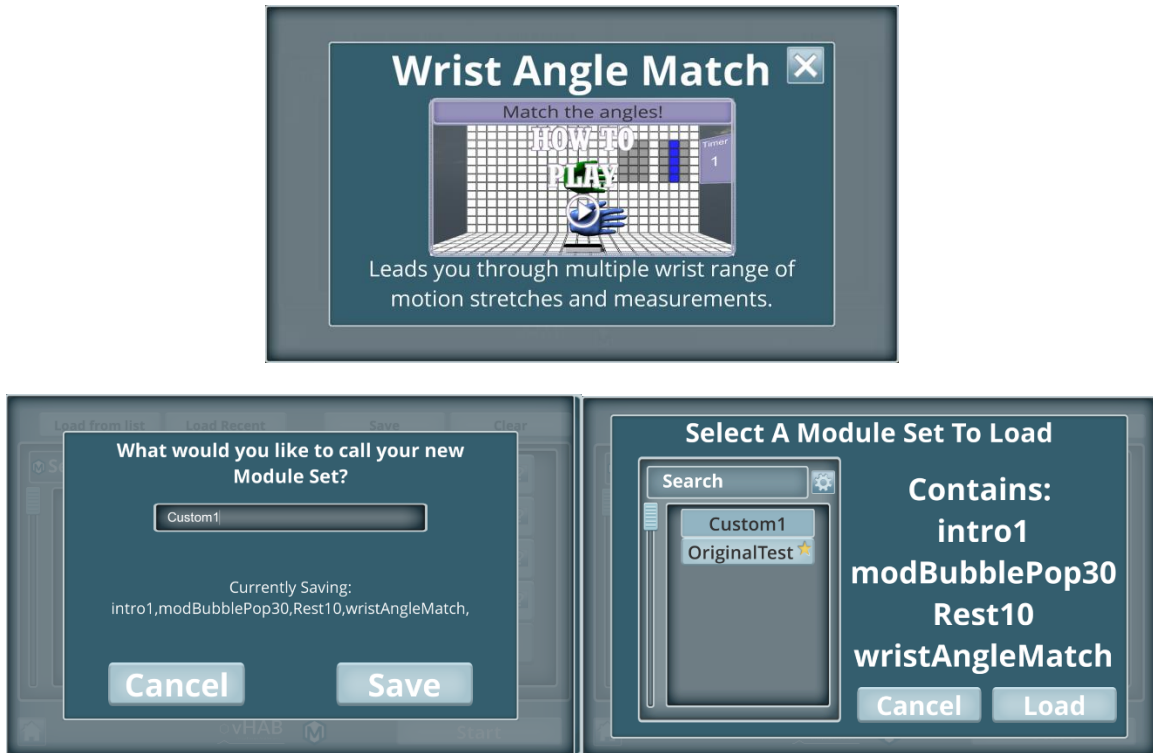 Wrist Angle Match
Match the angles!
HOW TO
PLAY
Timer
1
Leads you through multiple wrist range of
motion stretches and measurements.
Load from list Load Recent Save Clear
What would you like to call your new
Module Set?
Custom1
Currently Saving:
intro1,modBubblePop30,Rest10,wristAngleMatch,
Cancel Save
vHAB
Start
Select A Module Set To Load
Search
Custom1
OriginalTest
Contains:
intro1
modBubblePop30
Rest10
wristAngleMatch
Cancel Load